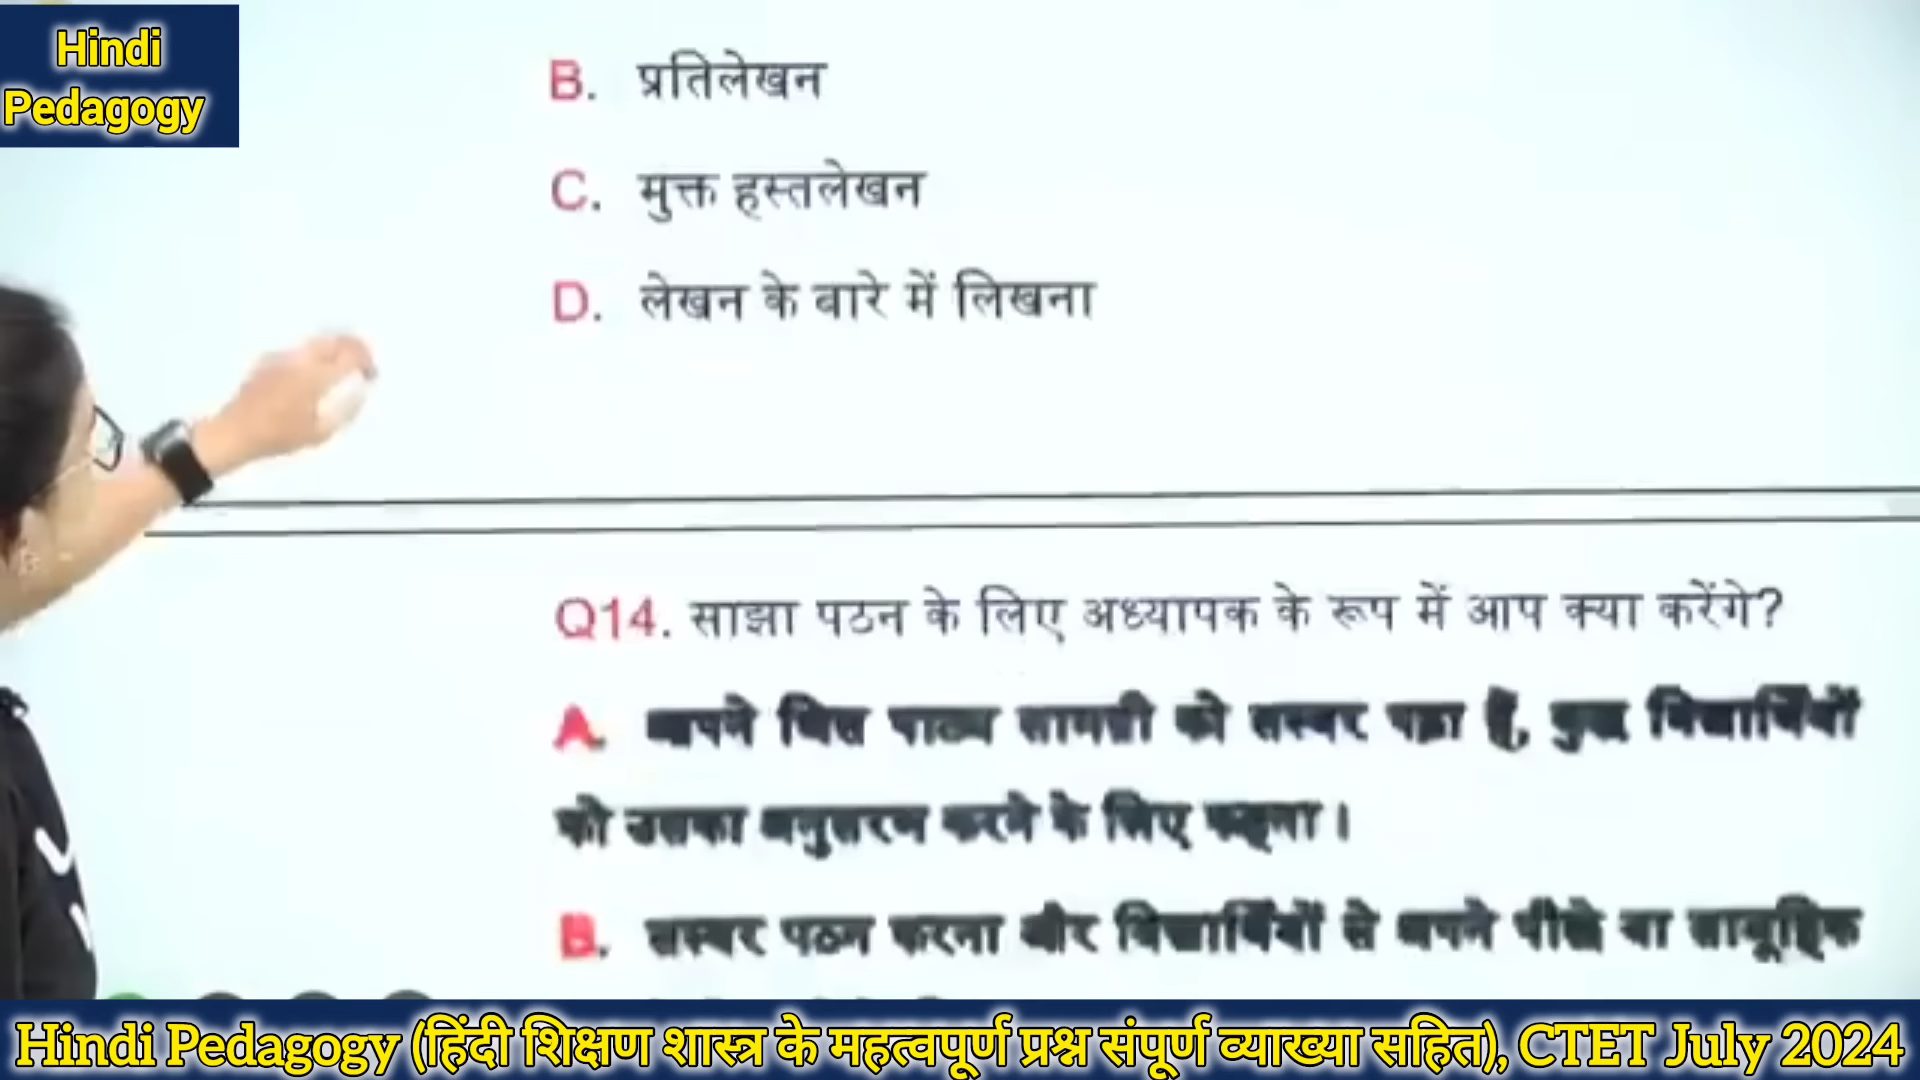 Hindi
Pedagogy
B. प्रतिलेखन
C. मुक्त हस्तलेखन
D. लेखन के बारे में लिखना
Q14. साझा पठन के लिए अध्यापक के रूप में आप क्या करेंगे?
A. आपने जिस पाठ्य सामग्री को सस्वर पढ़ा है, कुछ विद्यार्थियों
को उसका अनुसरण करने के लिए कहना।
B. सस्वर पठन करना और विद्यार्थियों से अपने पीछे या सामूहिक
Hindi Pedagogy (हिंदी शिक्षण शास्त्र के महत्वपूर्ण प्रश्न संपूर्ण व्याख्या सहित), CTET July 2024